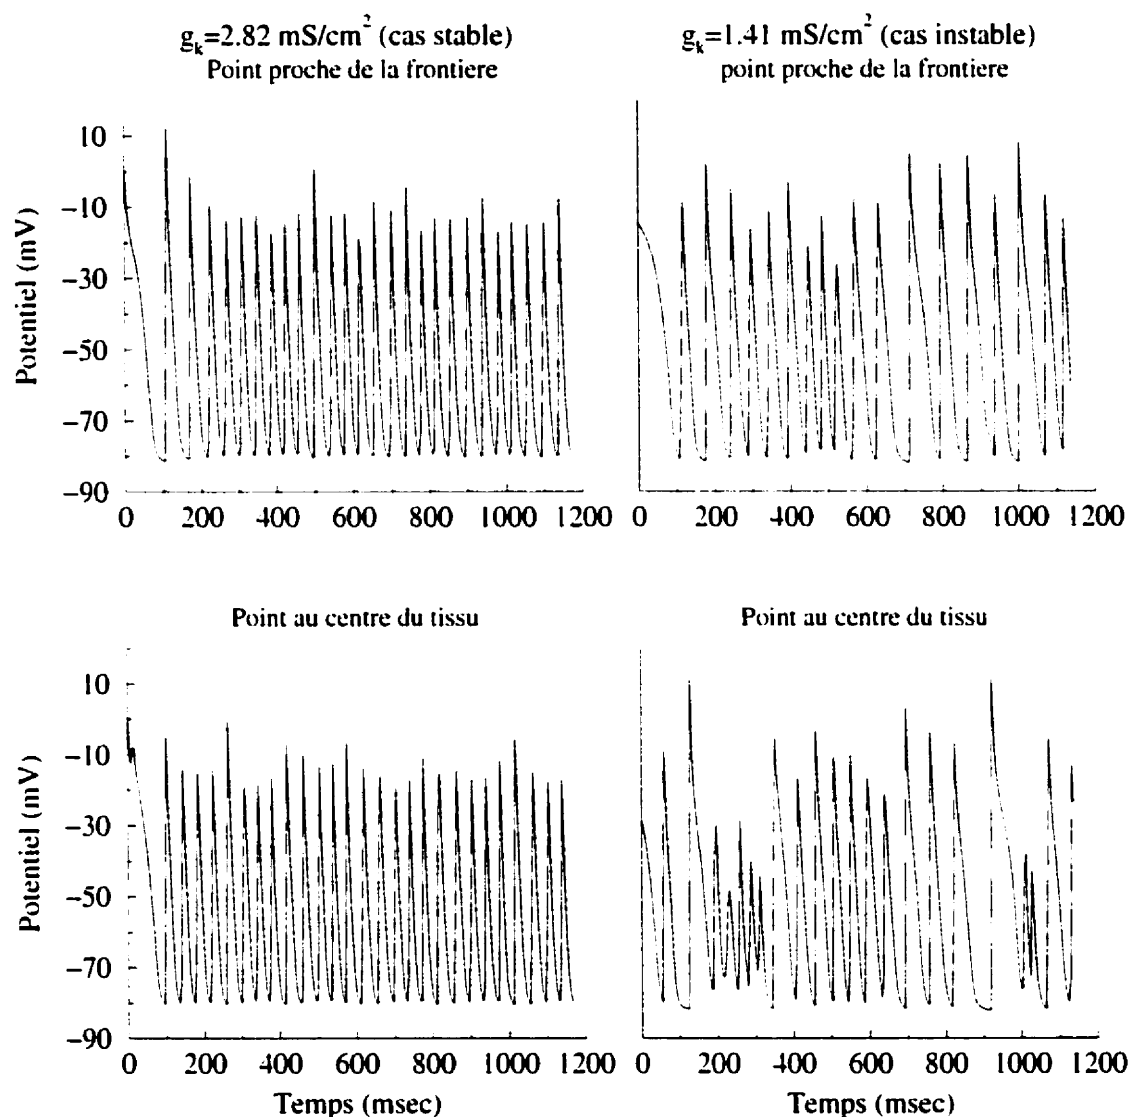 g_k=2.82 mS/cm² (cas stable)
Point proche de la frontiere
g_k=1.41 mS/cm² (cas instable)
point proche de la frontiere
Potentiel (mV)
10
−10
−30
−50
−70
−90
0 200 400 600 800 1000 1200
0 200 400 600 800 1000 1200
Point au centre du tissu
Point au centre du tissu
Potentiel (mV)
10
−10
−30
−50
−70
−90
0 200 400 600 800 1000 1200
0 200 400 600 800 1000 1200
Temps (msec)
Temps (msec)